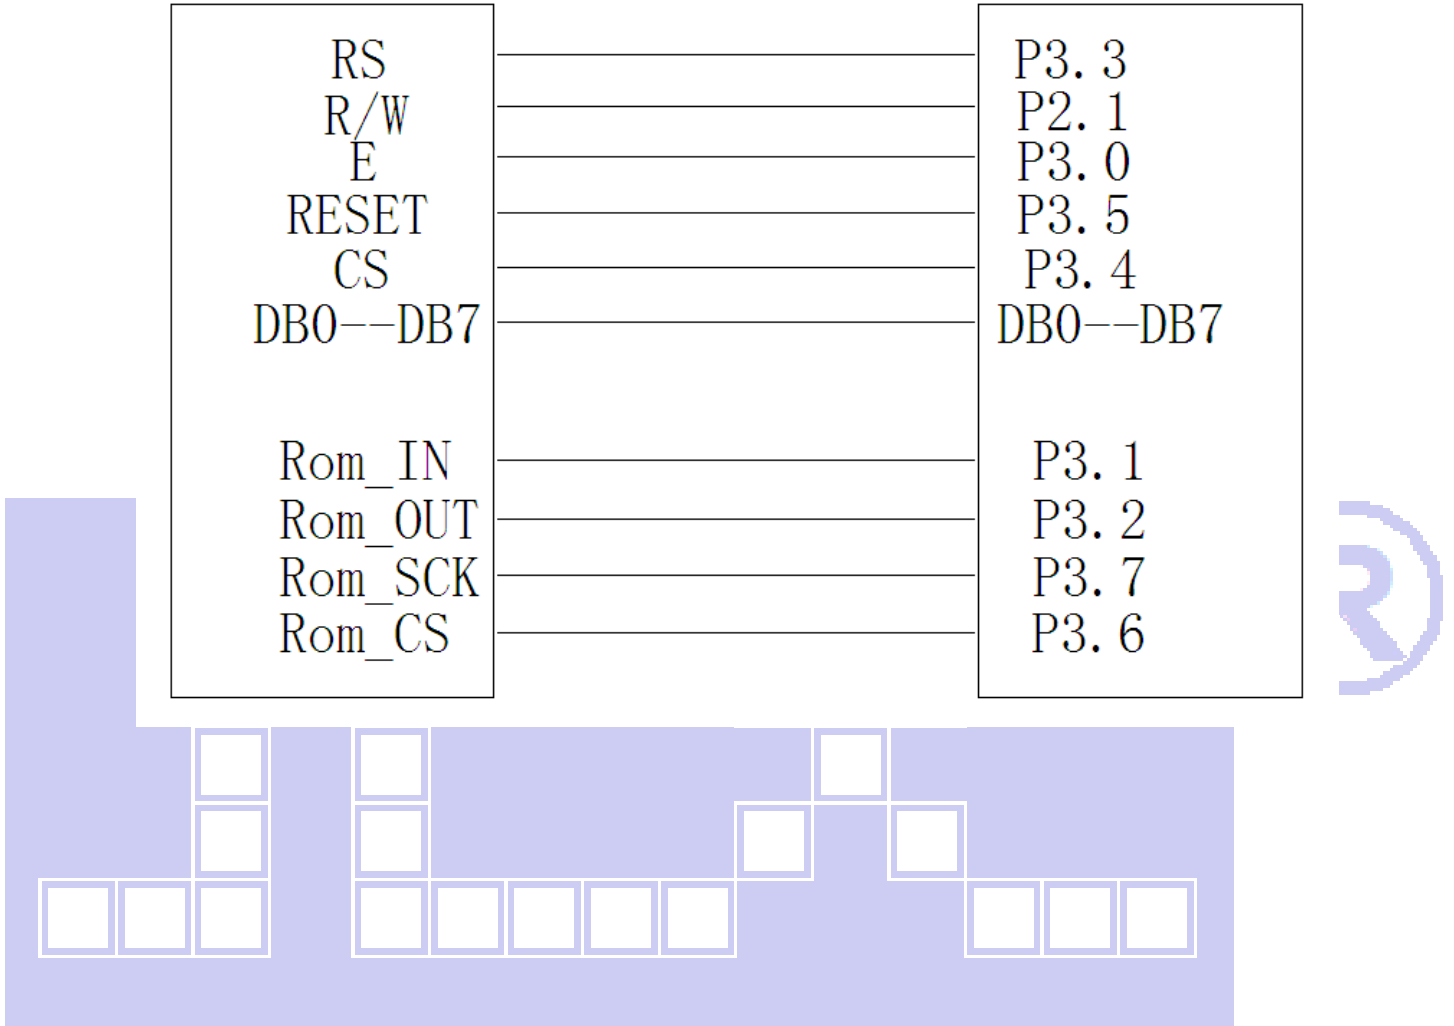 RS P3.3
R/W P2.1
E P3.0
RESET P3.5
CS P3.4
DB0--DB7 DB0--DB7
Rom_IN P3.1
Rom_OUT P3.2
Rom_SCK P3.7
Rom_CS P3.6
R